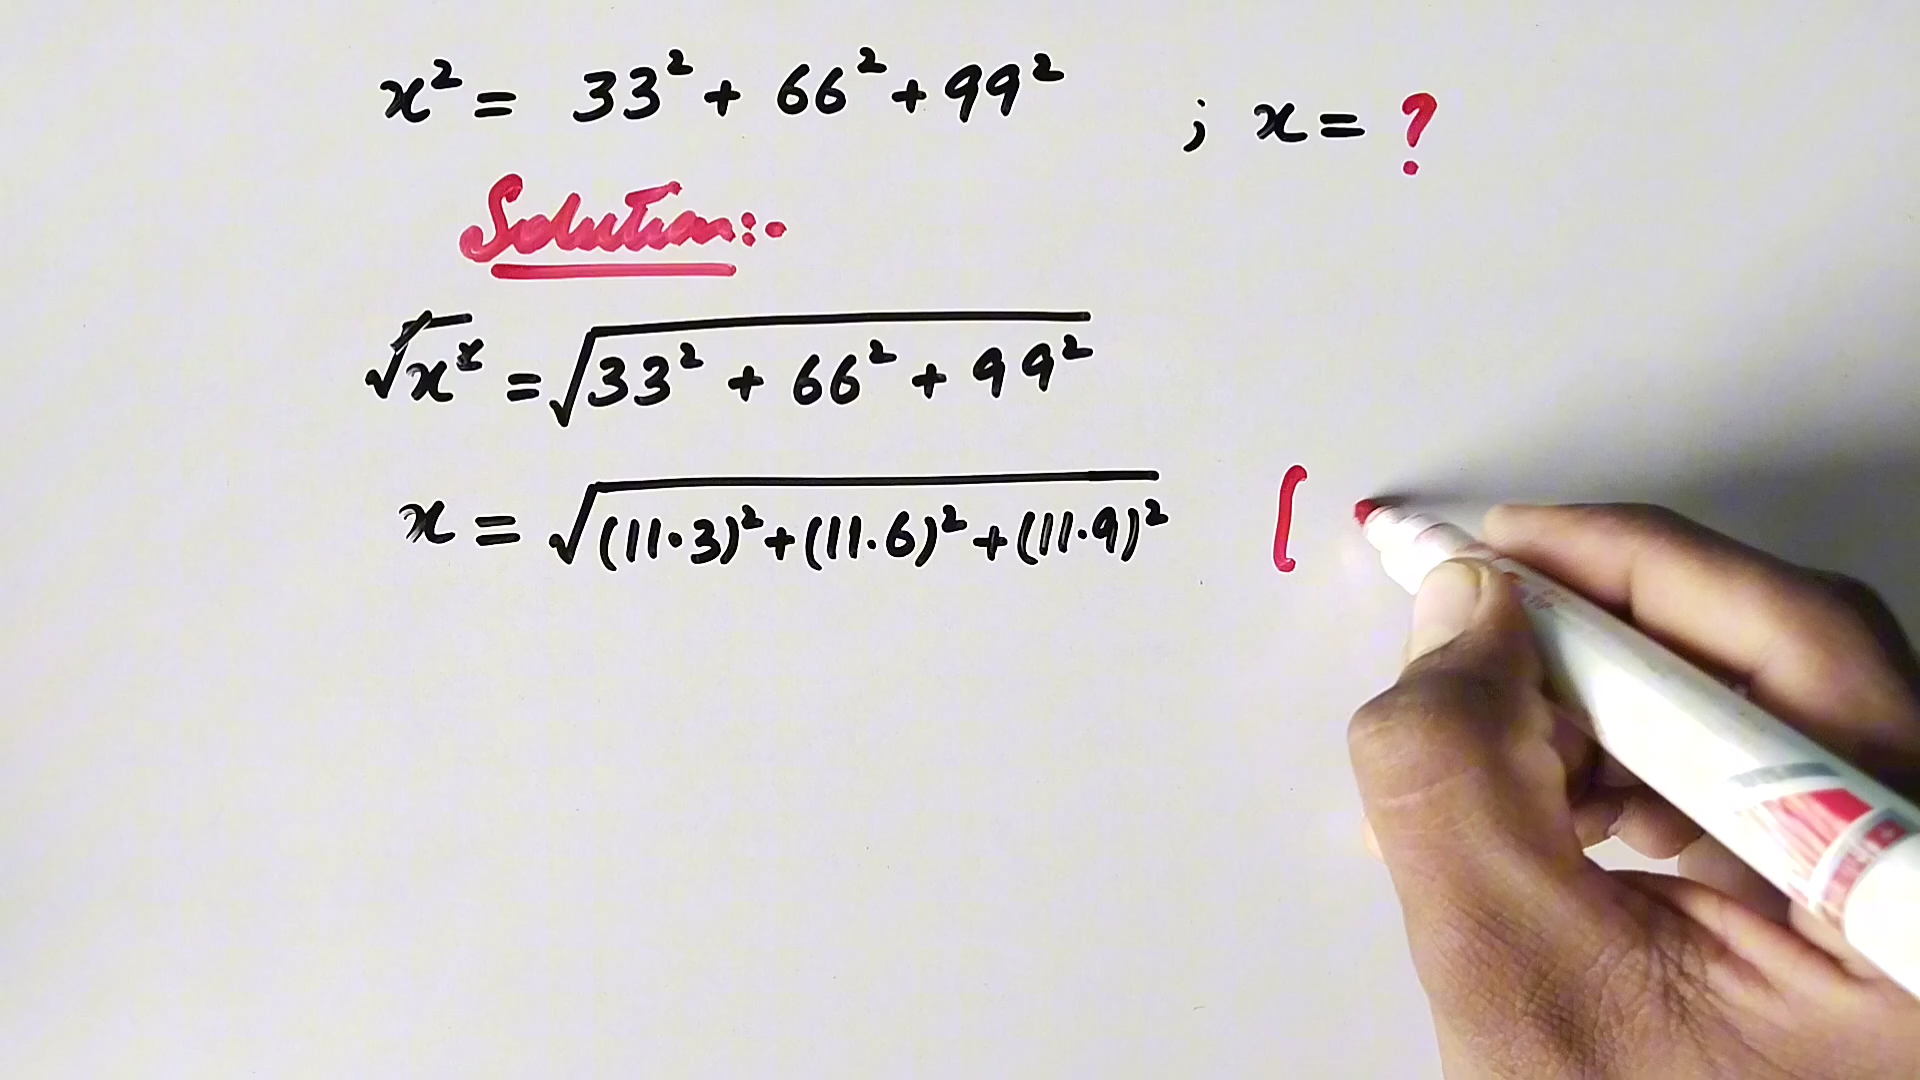 x² = 33² + 66² + 99² ; x = ?
Solution:-
√x² = √33² + 66² + 99²
x = √(11·3)² + (11·6)² + (11·9)² [